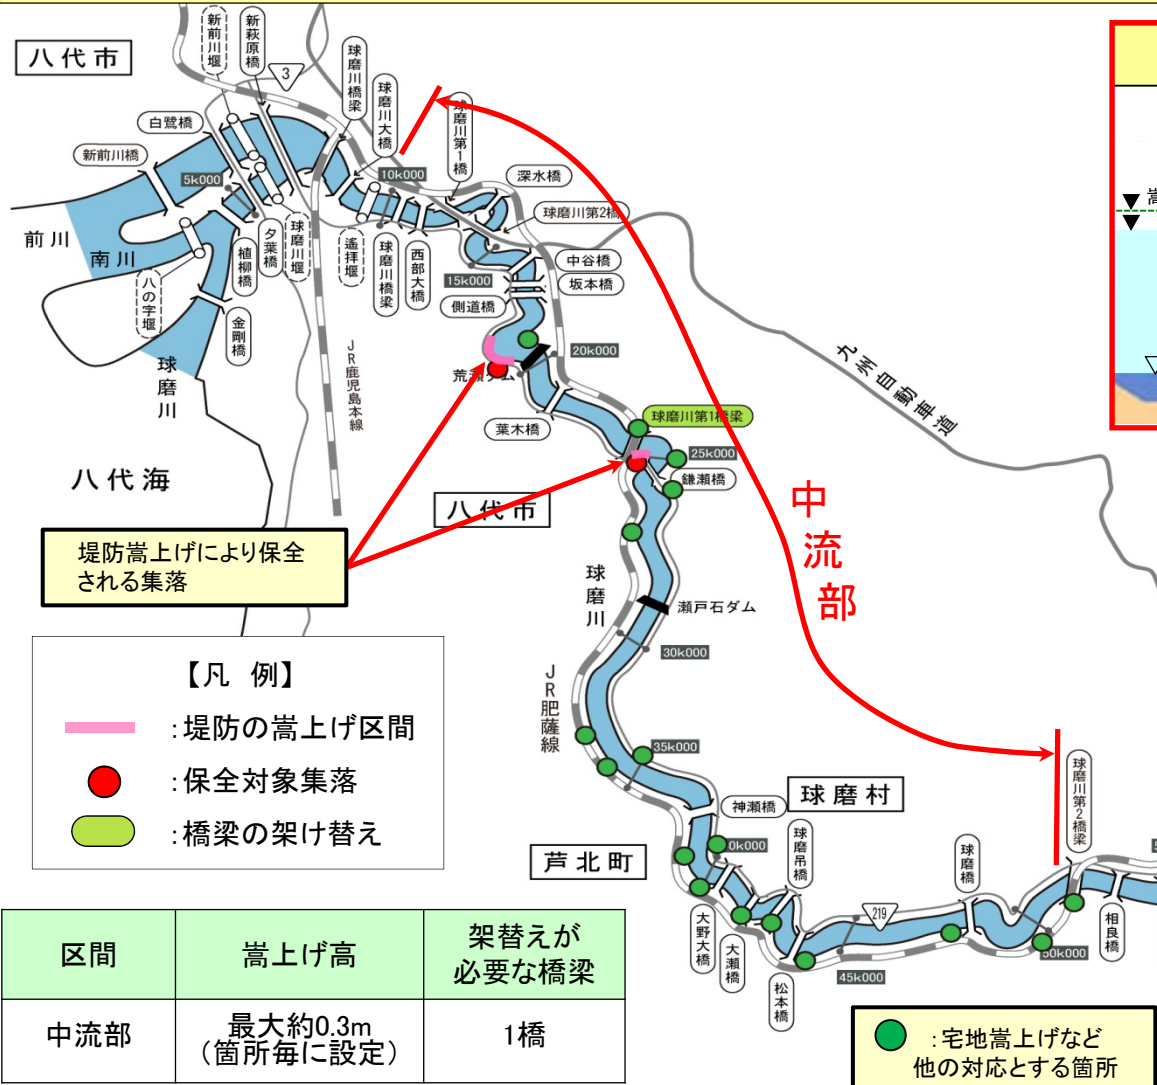 八代市
新前川堰
新萩原橋
3
球磨川橋梁
球磨川大橋
球磨川第1橋
白鷺橋
新前川橋
5k000
10k000
深水橋
球磨川第2橋
前川
南川
植柳橋
夕葉橋
球磨川堰
遙拝堰
球磨川橋梁
西部大橋
中谷橋
15k000
坂本橋
側道橋
八の字堰
金剛橋
球磨川
JR鹿児島本線
20k000
荒瀬ダム
九州自動車道
葉木橋
球磨川第1橋梁
25k000
鎌瀬橋
八代海
八代市
中流部
堤防嵩上げにより保全
される集落
球磨川
瀬戸石ダム
30k000
JR肥薩線
35k000
【凡 例】
:堤防の嵩上げ区間
:保全対象集落
:橋梁の架け替え
神瀬橋
球磨村
球磨川第2橋梁
0k000
球磨吊橋
球磨橋
芦北町
219
大野大橋
大瀬橋
松本橋
45k000
50k000
相良橋
区間
嵩上げ高
架替えが
必要な橋梁
中流部
最大約0.3m
(箇所毎に設定)
1橋
:宅地嵩上げなど
他の対応とする箇所